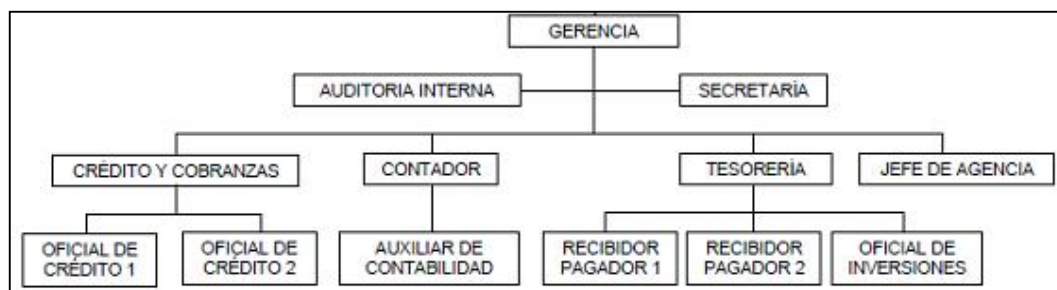 GERENCIA
AUDITORIA INTERNA
SECRETARÍA
CRÉDITO Y COBRANZAS
CONTADOR
TESORERÍA
JEFE DE AGENCIA
OFICIAL DE
CRÉDITO 1
OFICIAL DE
CRÉDITO 2
AUXILIAR DE
CONTABILIDAD
RECIBIDOR
PAGADOR 1
RECIBIDOR
PAGADOR 2
OFICIAL DE
INVERSIONES